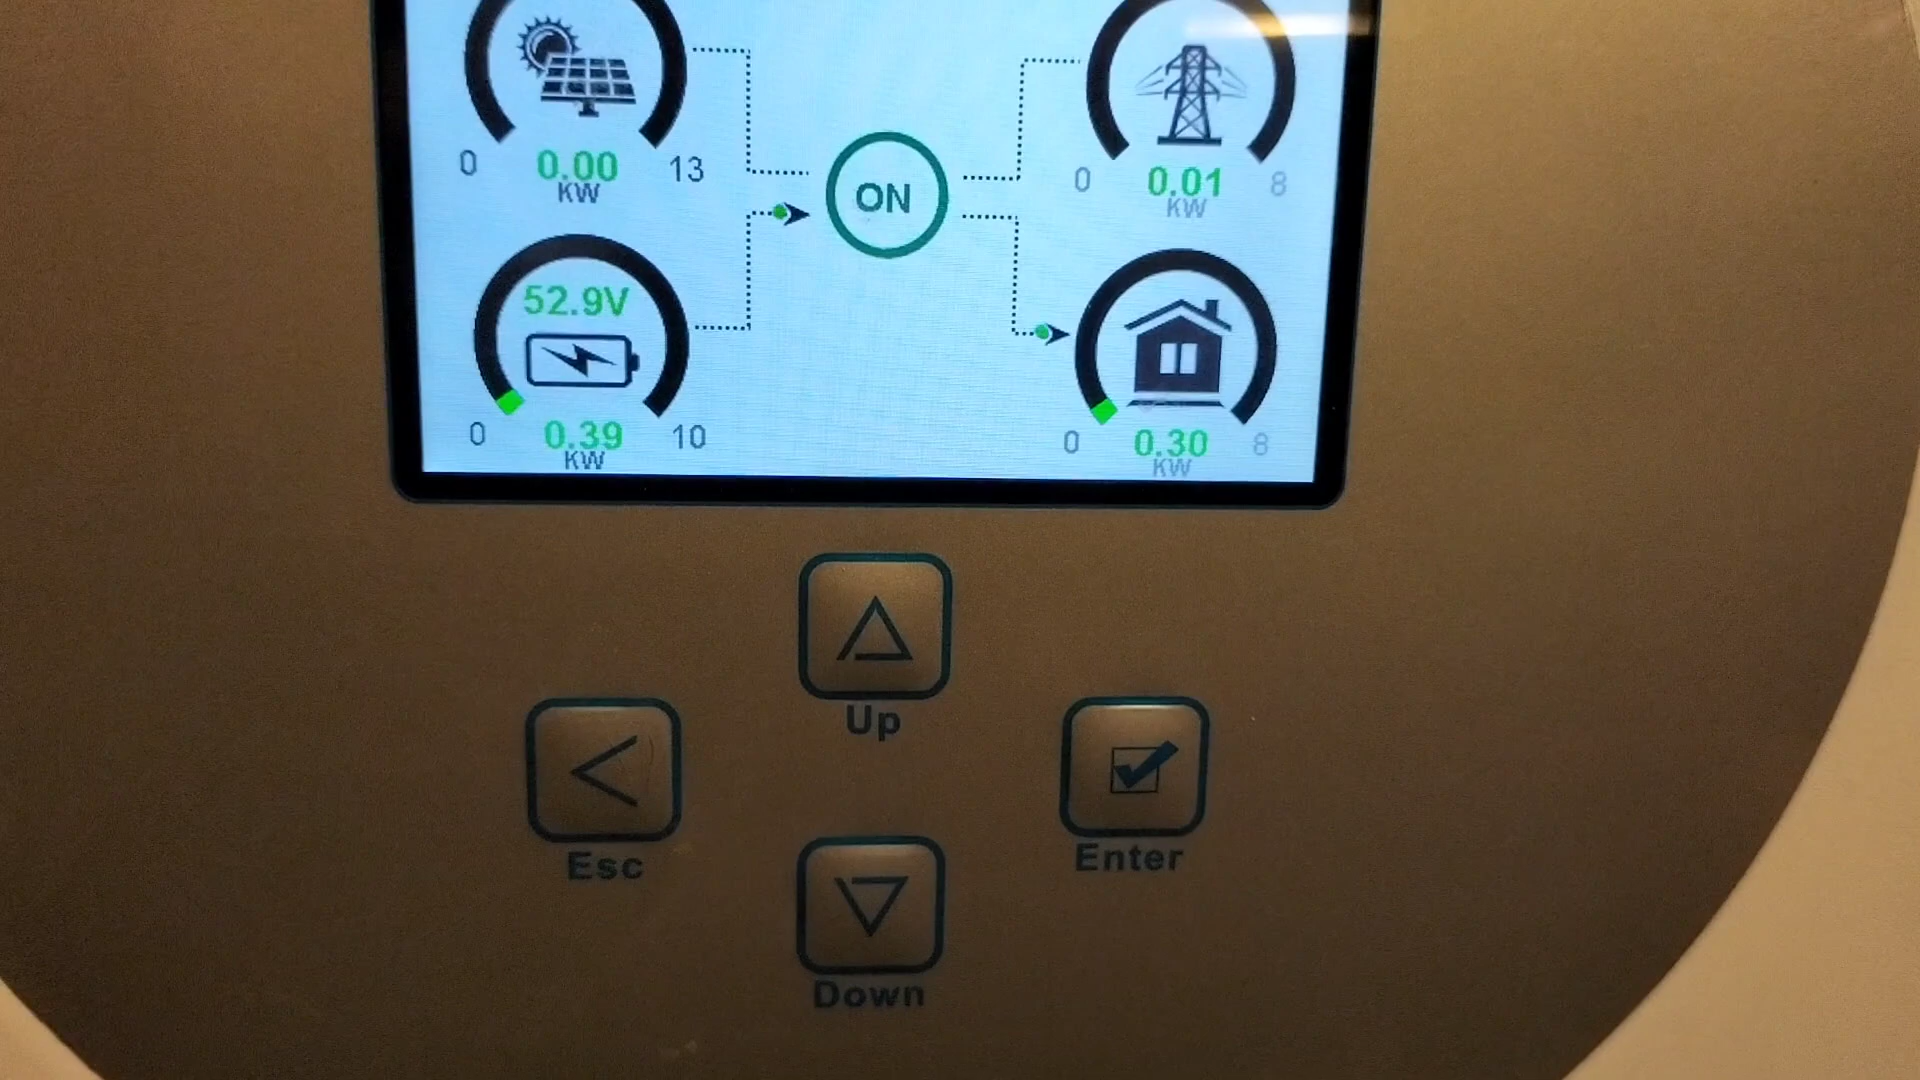 0 0.00 13
KW
0 0.01 8
KW
ON
52.9V
0 0.39 10
KW
0 0.30 8
KW
Up
Esc
Enter
Down